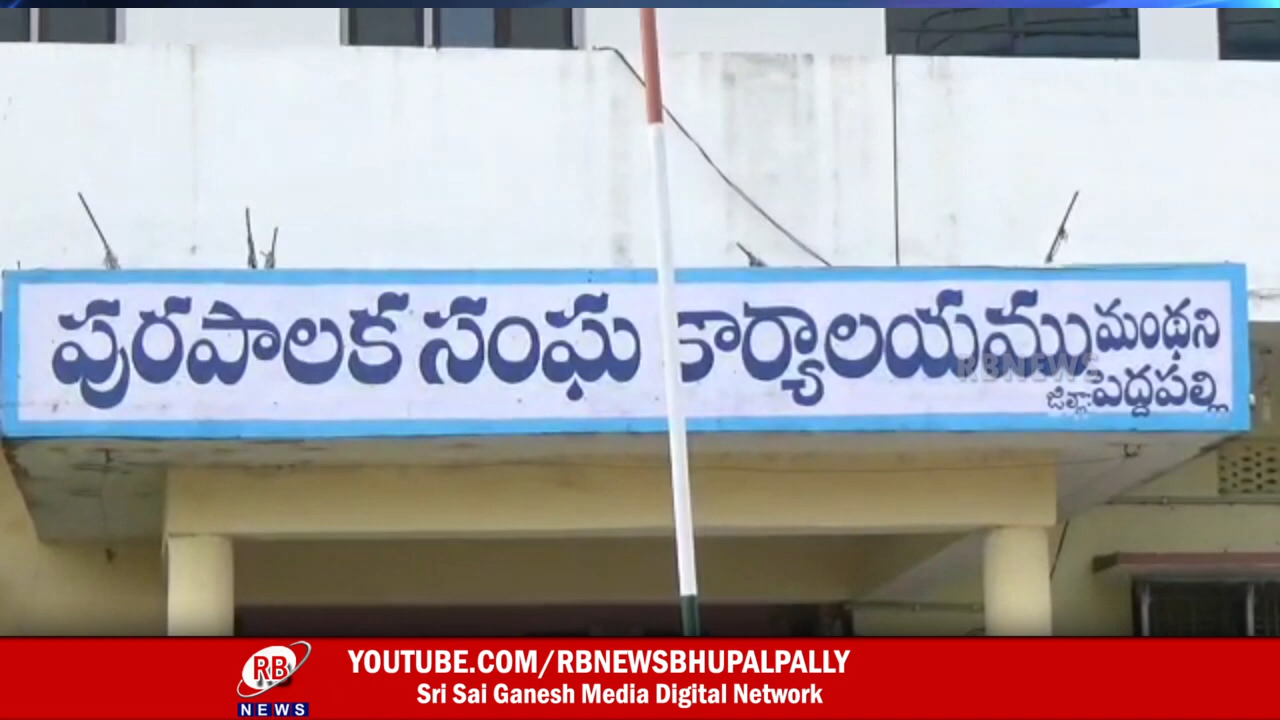 పురపాలక సంఘ కార్యాలయము
మంథని
జిల్లా: పెద్దపల్లి
RBNEWS
RB
NEWS
YOUTUBE.COM/RBNEWSBHUPALPALLY
Sri Sai Ganesh Media Digital Network